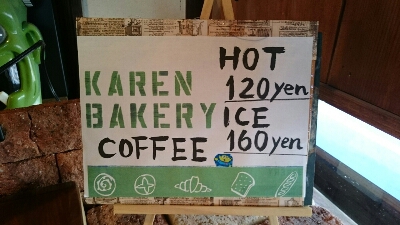 KAREN
BAKERY
COFFEE
HOT
120yen
ICE
160yen